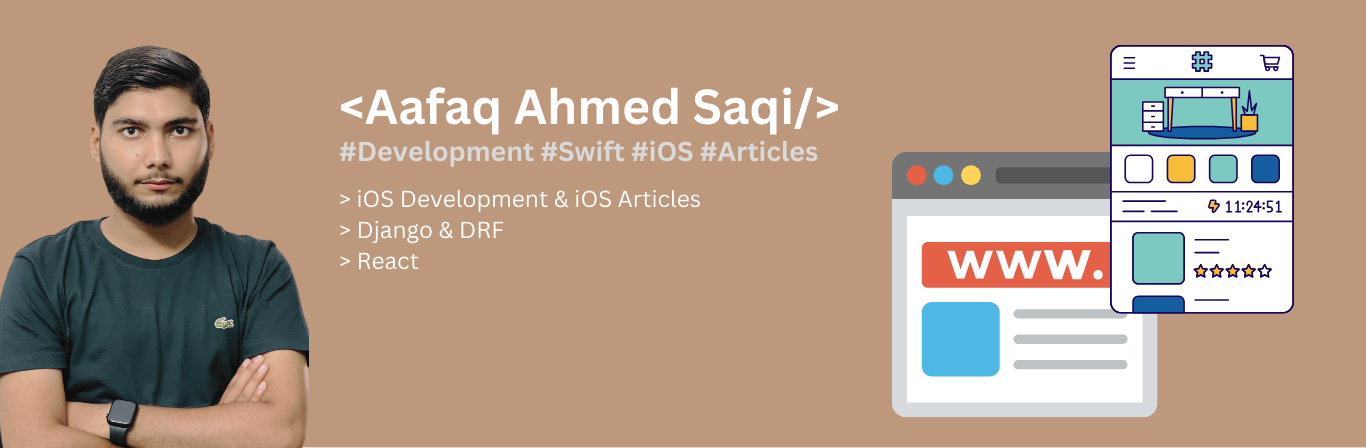 <Aafaq Ahmed Saqi/>
#Development #Swift #iOS #Articles
> iOS Development & iOS Articles
> Django & DRF
> React
www.
11:24:51